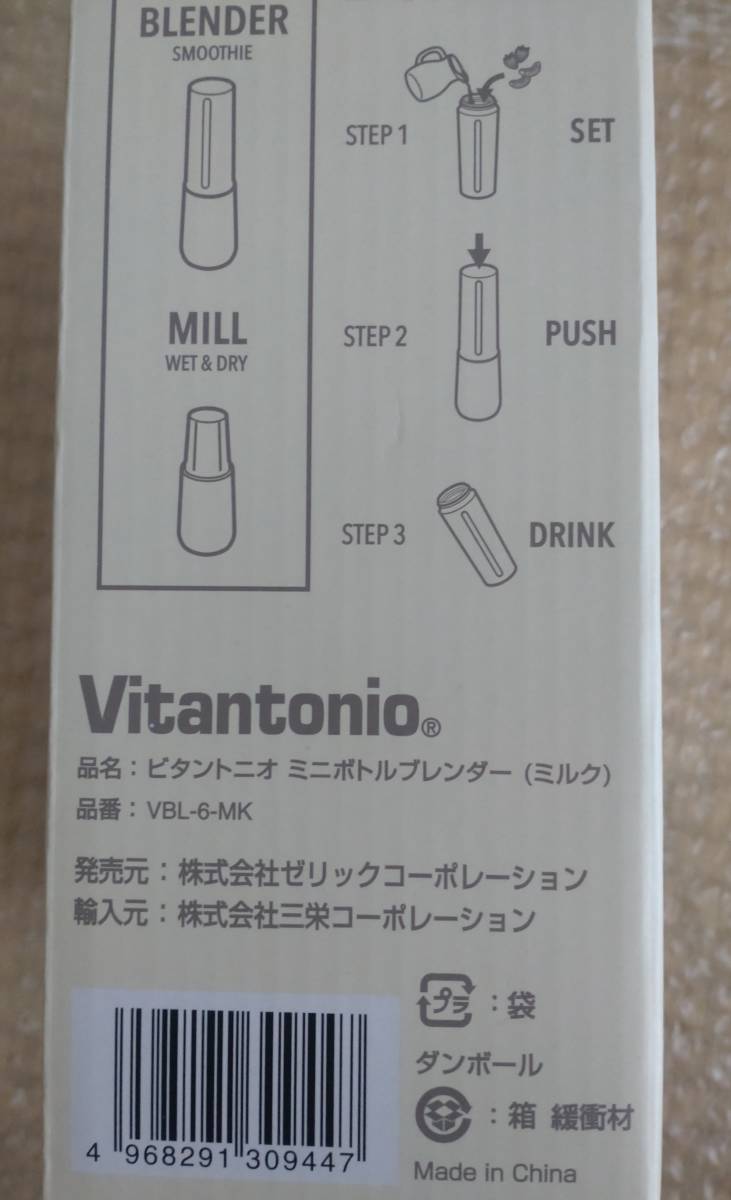 BLENDER
SMOOTHIE
MILL
WET & DRY
STEP 1
SET
STEP 2
PUSH
STEP 3
DRINK
Vitantonio®
品名：ビタントニオ ミニボトルブレンダー (ミルク)
品番：VBL-6-MK
発売元：株式会社ゼリックコーポレーション
輸入元：株式会社三栄コーポレーション
プラ：袋
ダンボール
：箱 緩衝材
Made in China
4 968291 309447